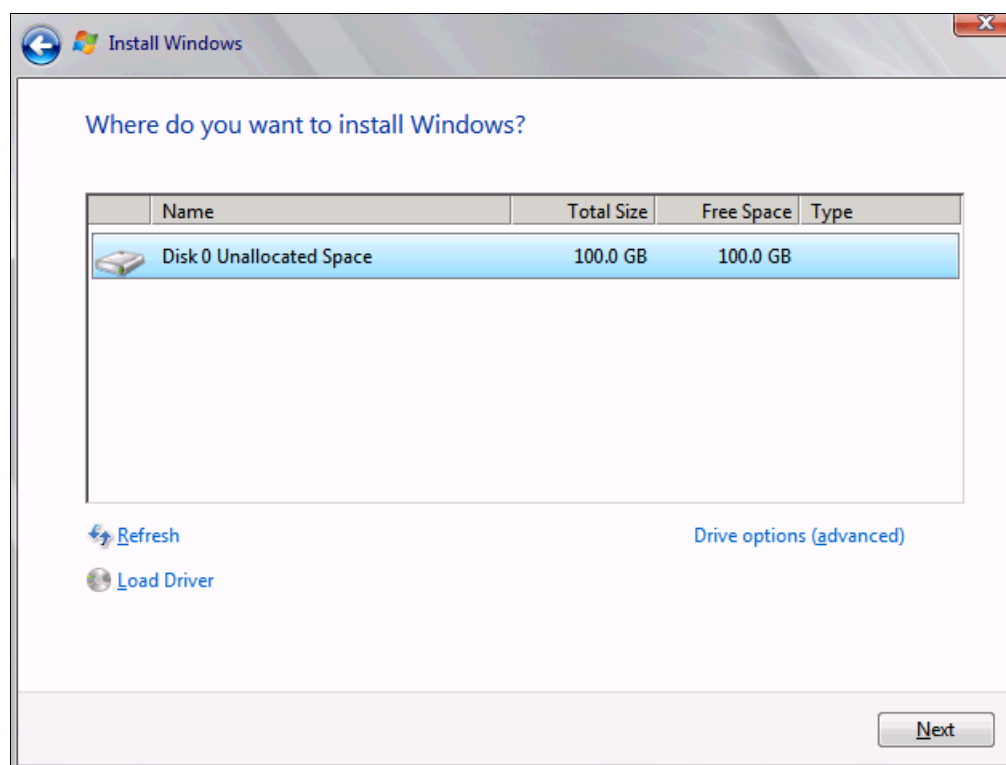 Install Windows
Where do you want to install Windows?
Name Total Size Free Space Type
Disk 0 Unallocated Space 100.0 GB 100.0 GB
Refresh Drive options (advanced)
Load Driver
Next